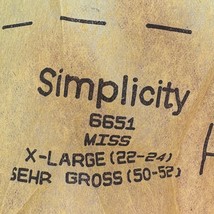 Simplicity
6651
MISS
X-LARGE (22-24)
SEHR GROSS (50-52)